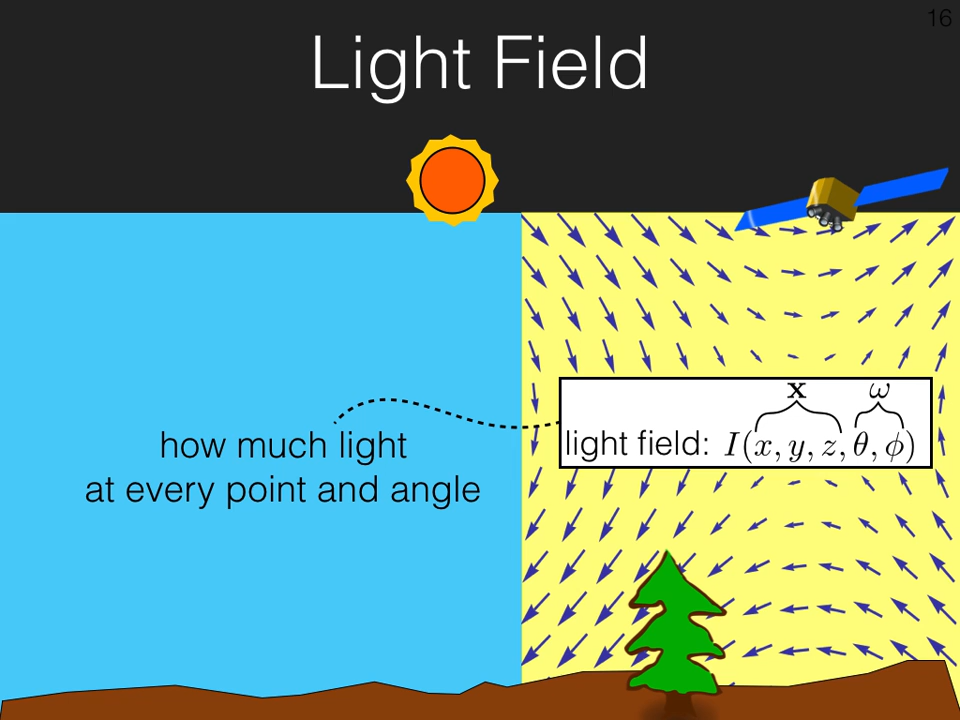 16
Light Field
x ω
light field: I(x, y, z, θ, ϕ)
how much light
at every point and angle